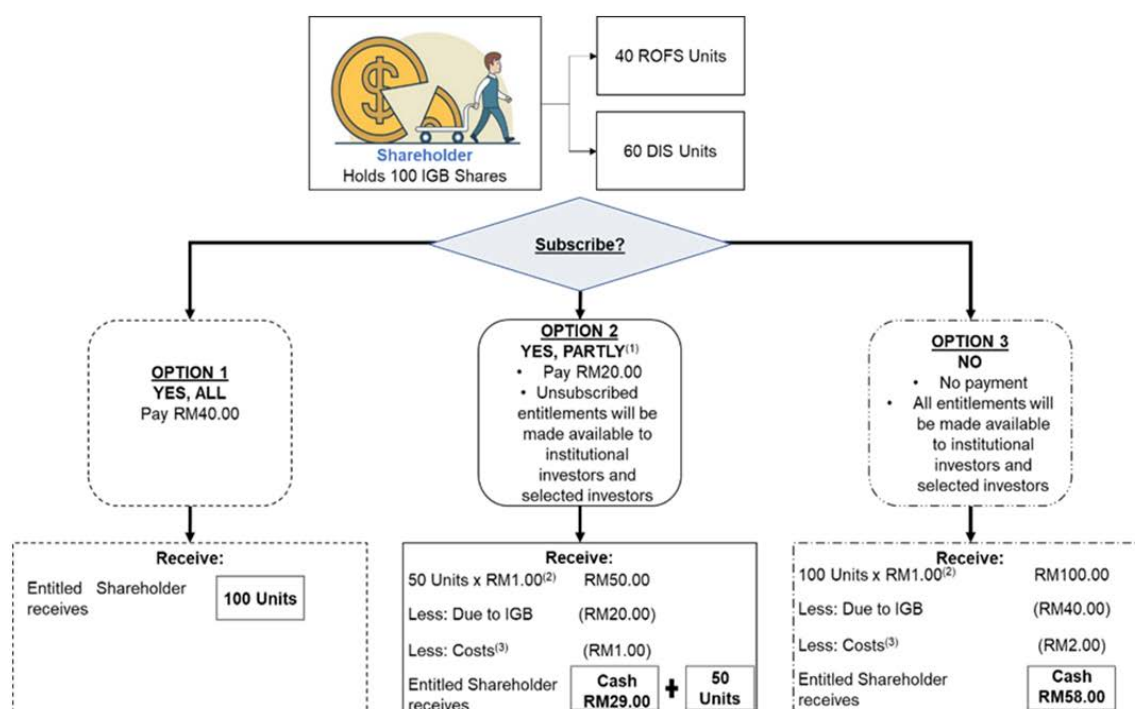 Shareholder
Holds 100 IGB Shares
40 ROFS Units
60 DIS Units
Subscribe?
OPTION 1
YES, ALL
Pay RM40.00
OPTION 2
YES, PARTLY(1)
• Pay RM20.00
• Unsubscribed
entitlements will be
made available to
institutional
investors and
selected investors
OPTION 3
NO
• No payment
• All entitlements will
be made available
to institutional
investors and
selected investors
Receive:
Entitled Shareholder
receives
100 Units
Receive:
50 Units x RM1.00(2) RM50.00
Less: Due to IGB (RM20.00)
Less: Costs(3) (RM1.00)
Entitled Shareholder
receives
Cash
RM29.00
+
50
Units
Receive:
100 Units x RM1.00(2) RM100.00
Less: Due to IGB (RM40.00)
Less: Costs(3) (RM2.00)
Entitled Shareholder
receives
Cash
RM58.00